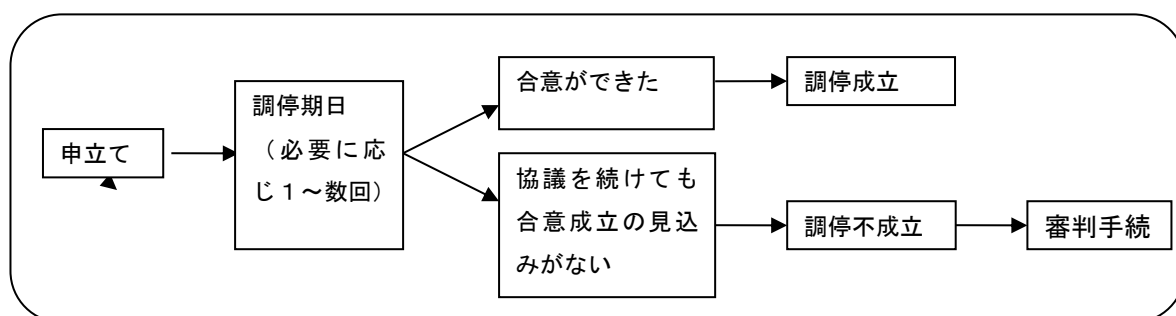 申立て
調停期日
（必要に応
じ１～数回）
合意ができた
調停成立
協議を続けても
合意成立の見込
みがない
調停不成立
審判手続